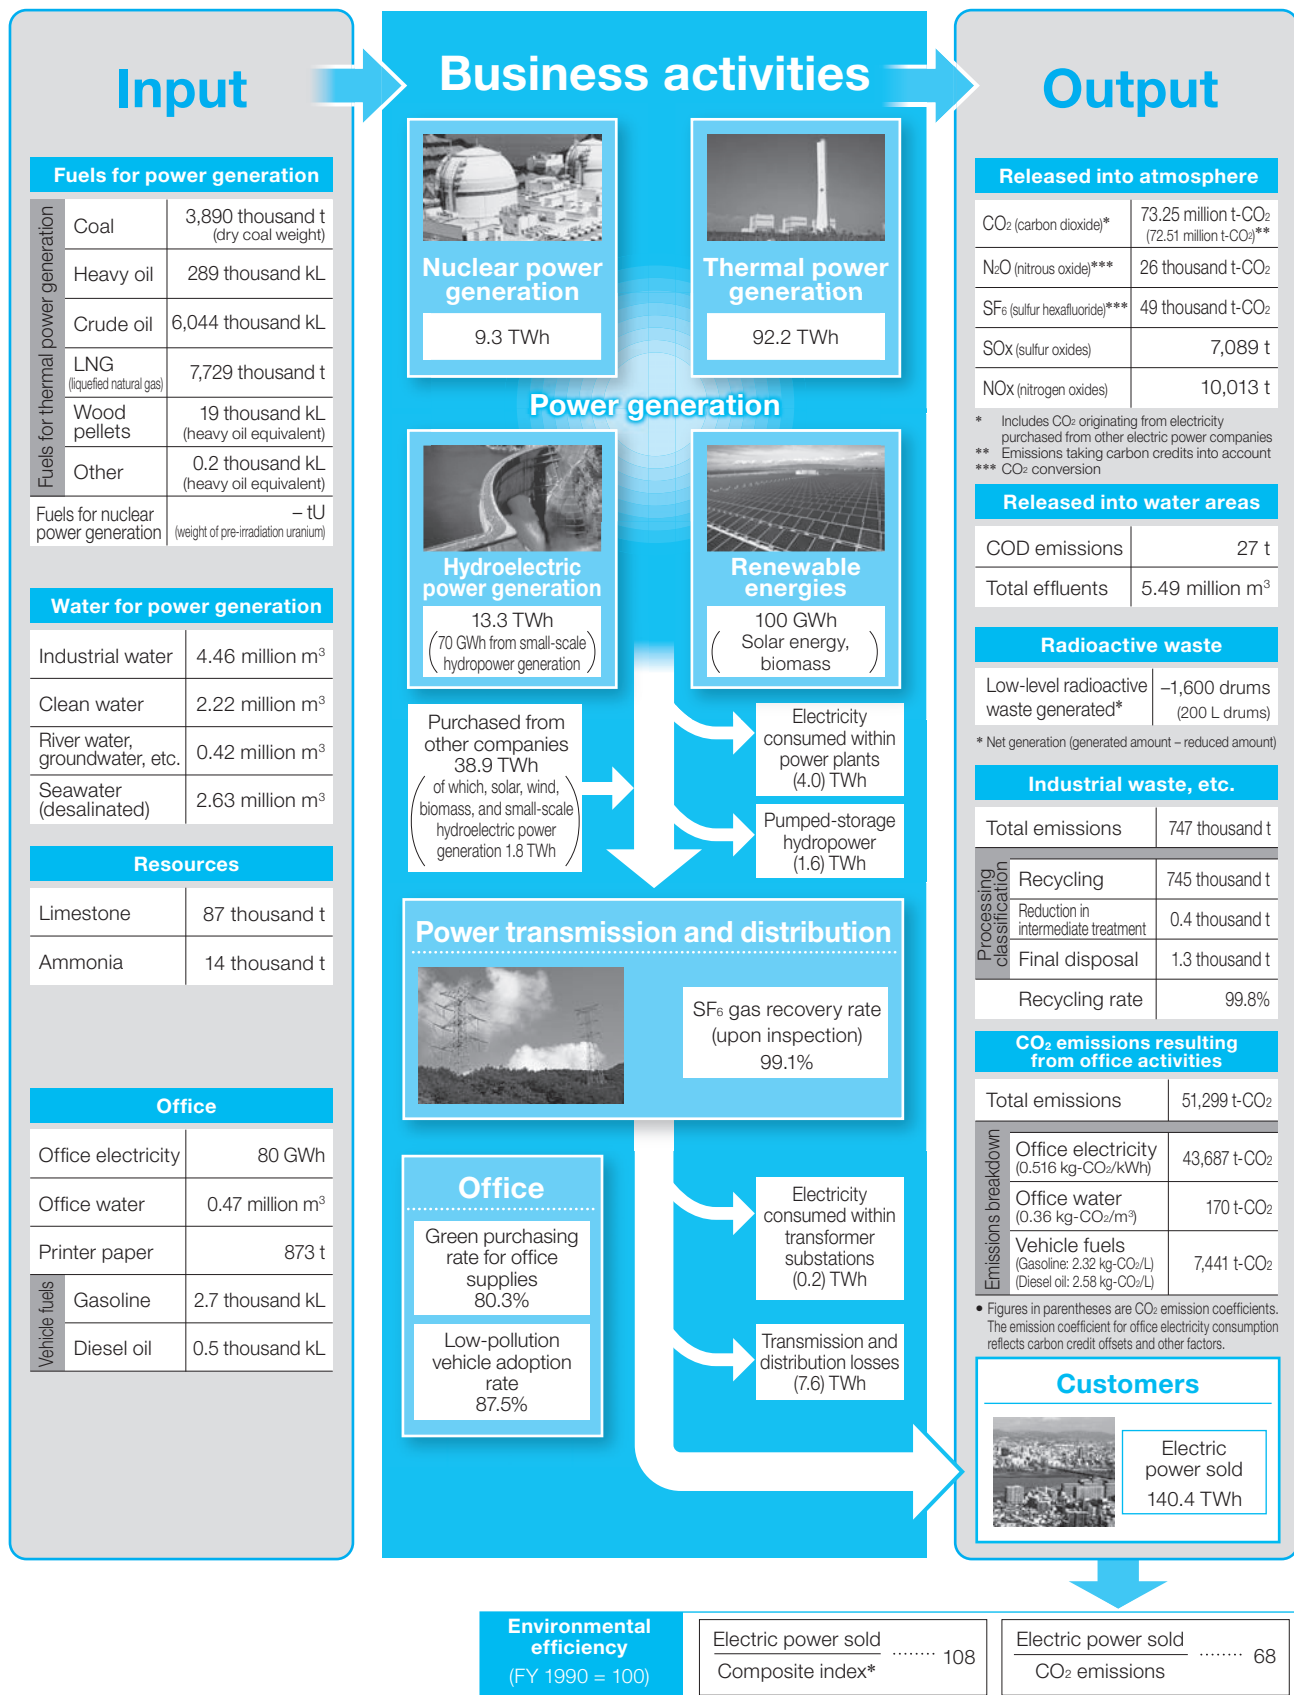 Input
Fuels for power generation
Fuels for thermal power generation
Coal
3,890 thousand t
(dry coal weight)
Heavy oil
289 thousand kL
Crude oil
6,044 thousand kL
LNG
(liquefied natural gas)
7,729 thousand t
Wood
pellets
19 thousand kL
(heavy oil equivalent)
Other
0.2 thousand kL
(heavy oil equivalent)
Fuels for nuclear
power generation
– tU
(weight of pre-irradiation uranium)
Water for power generation
Industrial water
4.46 million m³
Clean water
2.22 million m³
River water,
groundwater, etc.
0.42 million m³
Seawater
(desalinated)
2.63 million m³
Resources
Limestone
87 thousand t
Ammonia
14 thousand t
Office
Office electricity
80 GWh
Office water
0.47 million m³
Printer paper
873 t
Vehicle fuels
Gasoline
2.7 thousand kL
Diesel oil
0.5 thousand kL
Business activities
Nuclear power
generation
9.3 TWh
Thermal power
generation
92.2 TWh
Power generation
Hydroelectric
power generation
13.3 TWh
(70 GWh from small-scale
hydropower generation)
Renewable
energies
100 GWh
(Solar energy,
biomass)
Purchased from
other companies
38.9 TWh
(of which, solar, wind,
biomass, and small-scale
hydroelectric power
generation 1.8 TWh)
Electricity
consumed within
power plants
(4.0) TWh
Pumped-storage
hydropower
(1.6) TWh
Power transmission and distribution
SF₆ gas recovery rate
(upon inspection)
99.1%
Office
Green purchasing
rate for office
supplies
80.3%
Low-pollution
vehicle adoption
rate
87.5%
Electricity
consumed within
transformer
substations
(0.2) TWh
Transmission and
distribution losses
(7.6) TWh
Output
Released into atmosphere
CO₂ (carbon dioxide)*
73.25 million t-CO₂
(72.51 million t-CO₂)**
N₂O (nitrous oxide)***
26 thousand t-CO₂
SF₆ (sulfur hexafluoride)***
49 thousand t-CO₂
SOx (sulfur oxides)
7,089 t
NOx (nitrogen oxides)
10,013 t
* Includes CO₂ originating from electricity
purchased from other electric power companies
** Emissions taking carbon credits into account
*** CO₂ conversion
Released into water areas
COD emissions
27 t
Total effluents
5.49 million m³
Radioactive waste
Low-level radioactive
waste generated*
–1,600 drums
(200 L drums)
* Net generation (generated amount – reduced amount)
Industrial waste, etc.
Total emissions
747 thousand t
Processing
classification
Recycling
745 thousand t
Reduction in
intermediate treatment
0.4 thousand t
Final disposal
1.3 thousand t
Recycling rate
99.8%
CO₂ emissions resulting
from office activities
Total emissions
51,299 t-CO₂
Emissions breakdown
Office electricity
(0.516 kg-CO₂/kWh)
43,687 t-CO₂
Office water
(0.36 kg-CO₂/m³)
170 t-CO₂
Vehicle fuels
(Gasoline: 2.32 kg-CO₂/L)
(Diesel oil: 2.58 kg-CO₂/L)
7,441 t-CO₂
● Figures in parentheses are CO₂ emission coefficients.
The emission coefficient for office electricity consumption
reflects carbon credit offsets and other factors.
Customers
Electric
power sold
140.4 TWh
Environmental
efficiency
(FY 1990 = 100)
Electric power sold
Composite index*
········ 108
Electric power sold
CO₂ emissions
········ 68